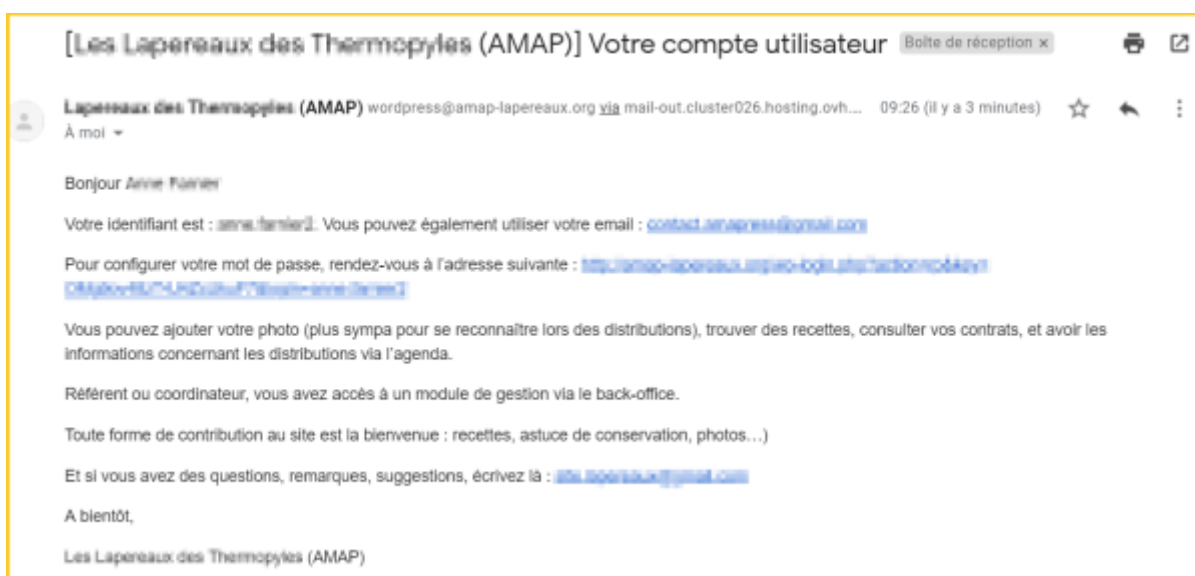 [Les Lapereaux des Thermopyles (AMAP)] Votre compte utilisateur Boîte de réception ×
Lapereaux des Thermopyles (AMAP) wordpress@amap-lapereaux.org via mail-out.cluster026.hosting.ovh.... 09:26 (il y a 3 minutes)
À moi
Bonjour
Votre identifiant est : . Vous pouvez également utiliser votre email :
Pour configurer votre mot de passe, rendez-vous à l'adresse suivante :
Vous pouvez ajouter votre photo (plus sympa pour se reconnaître lors des distributions), trouver des recettes, consulter vos contrats, et avoir les
informations concernant les distributions via l'agenda.
Référent ou coordinateur, vous avez accès à un module de gestion via le back-office.
Toute forme de contribution au site est la bienvenue : recettes, astuce de conservation, photos…)
Et si vous avez des questions, remarques, suggestions, écrivez là :
A bientôt,
Les Lapereaux des Thermopyles (AMAP)